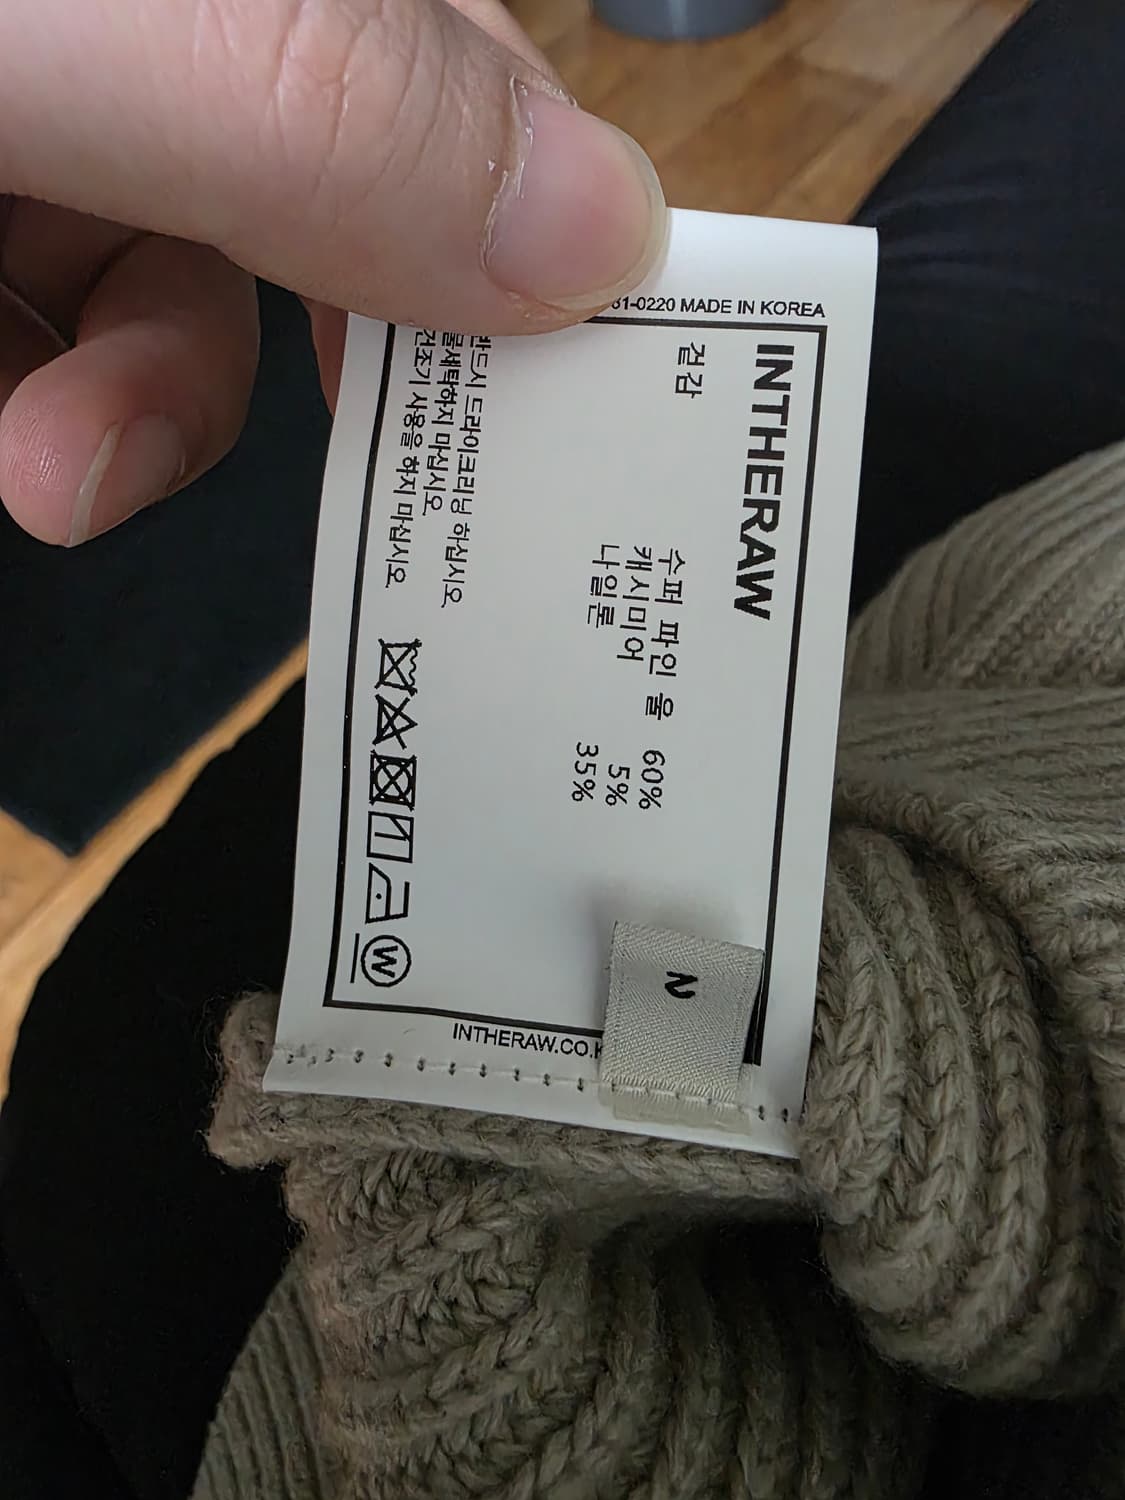 INTHERAW
겉감
수퍼 파인 울 60%
캐시미어 5%
나일론 35%
반드시 드라이크리닝 하십시오
물세탁하지 마십시오
건조기 사용을 하지 마십시오
W
81-0220 MADE IN KOREA
INTHERAW.CO.K
2